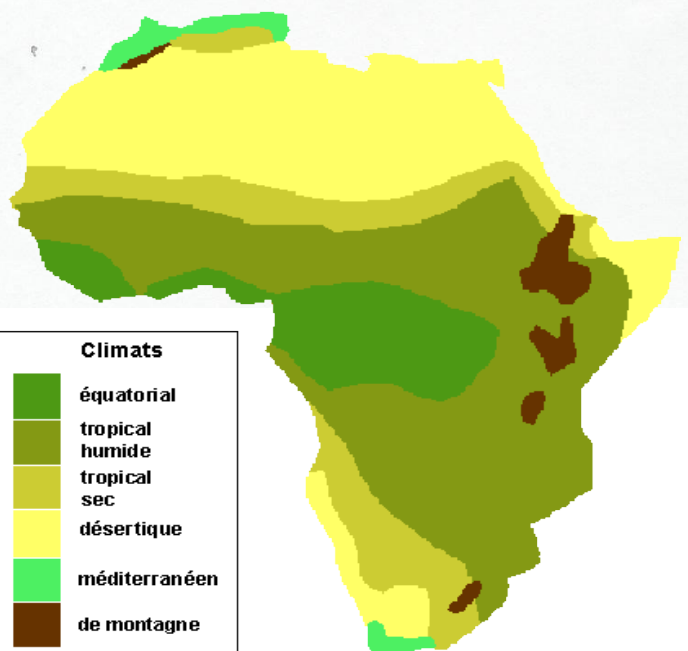 Climats
équatorial
tropical
humide
tropical
sec
désertique
méditerranéen
de montagne